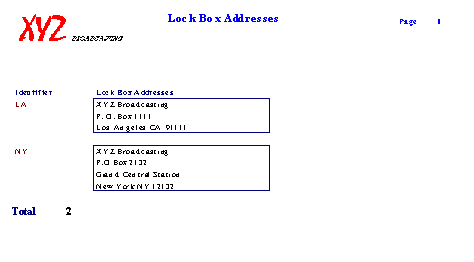 XYZ BROADCASTING
Lock Box Addresses
Page 1
Identifier Lock Box Addresses
LA XYZ Broadcasting
P. O. Box 1111
Los Angeles CA 91111
NY XYZ Broadcasting
P.O Box 2132
Grand Central Station
New York NY 12132
Total 2